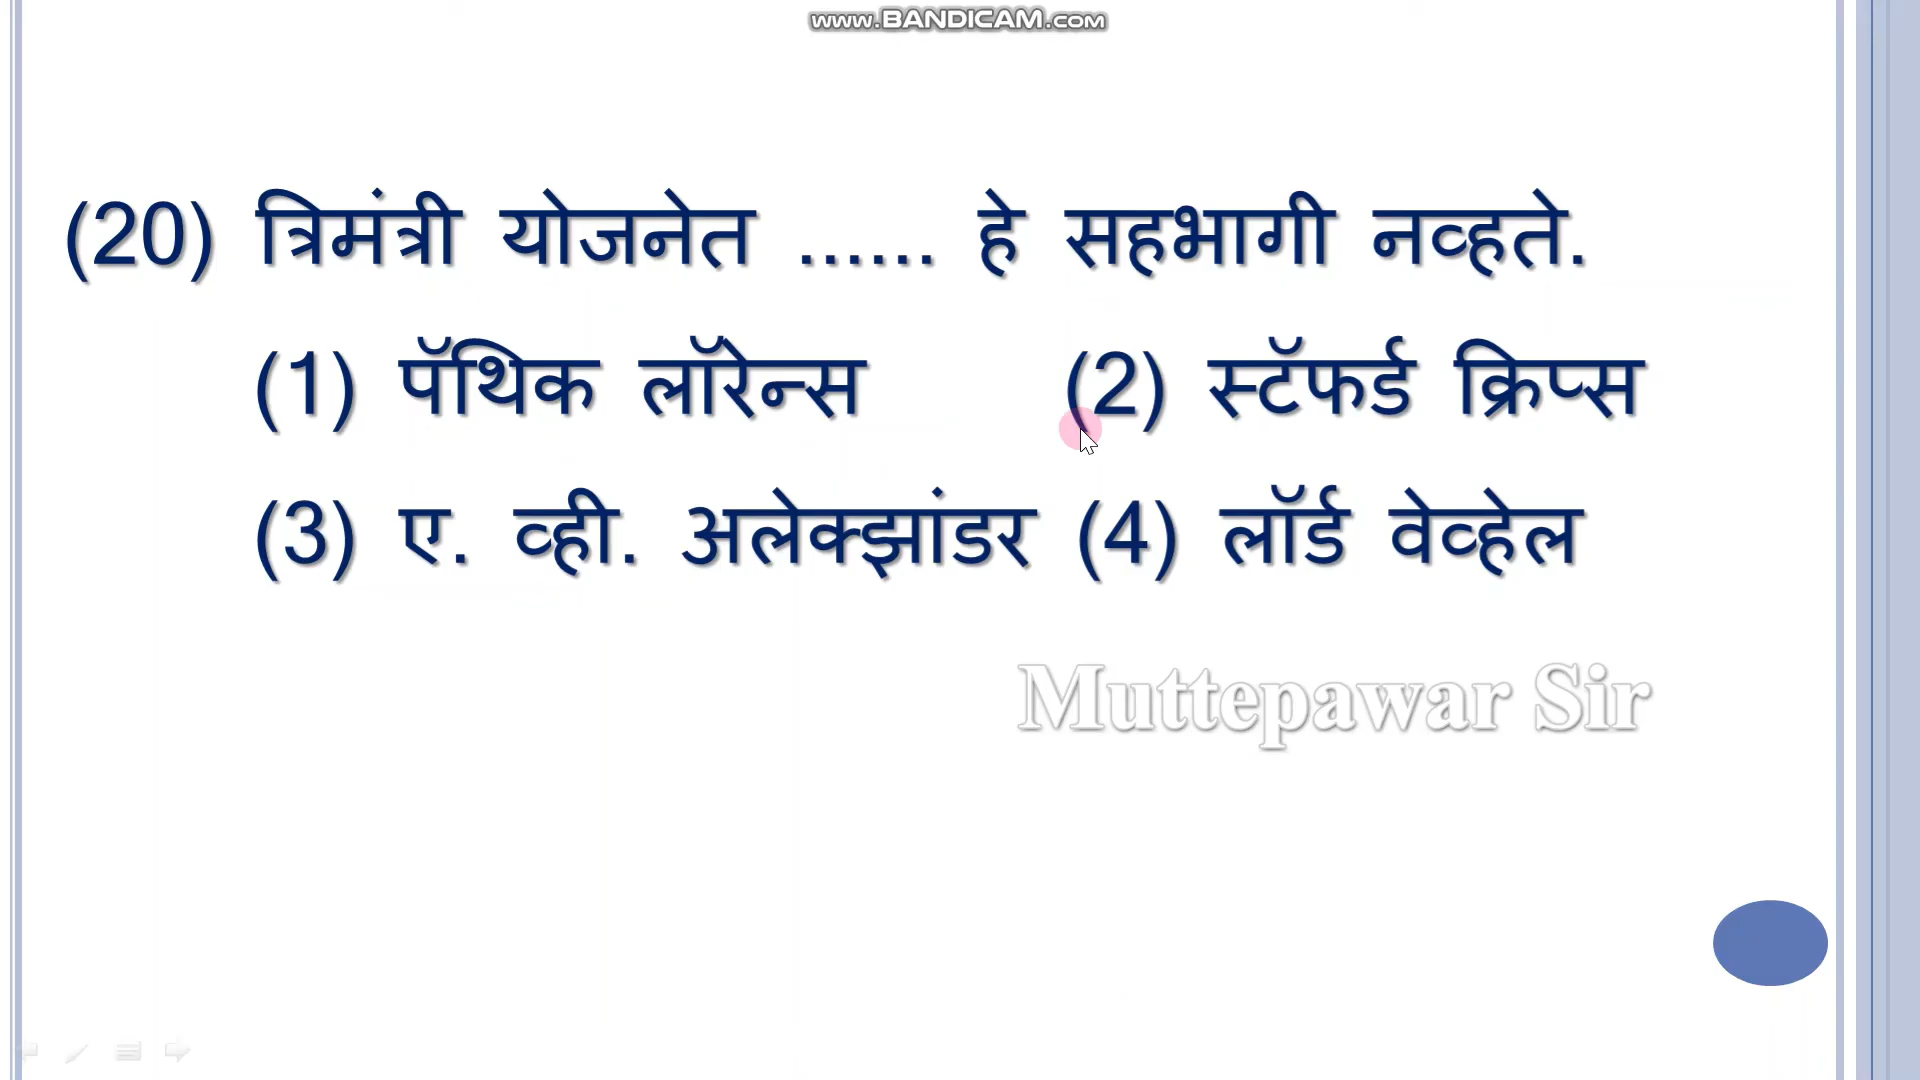 www.BANDICAM.com
(20) त्रिमंत्री योजनेत ...... हे सहभागी नव्हते.
(1) पॅथिक लॉरेन्स (2) स्टॅफर्ड क्रिप्स
(3) ए. व्ही. अलेक्झांडर (4) लॉर्ड वेव्हेल
Muttepawar Sir